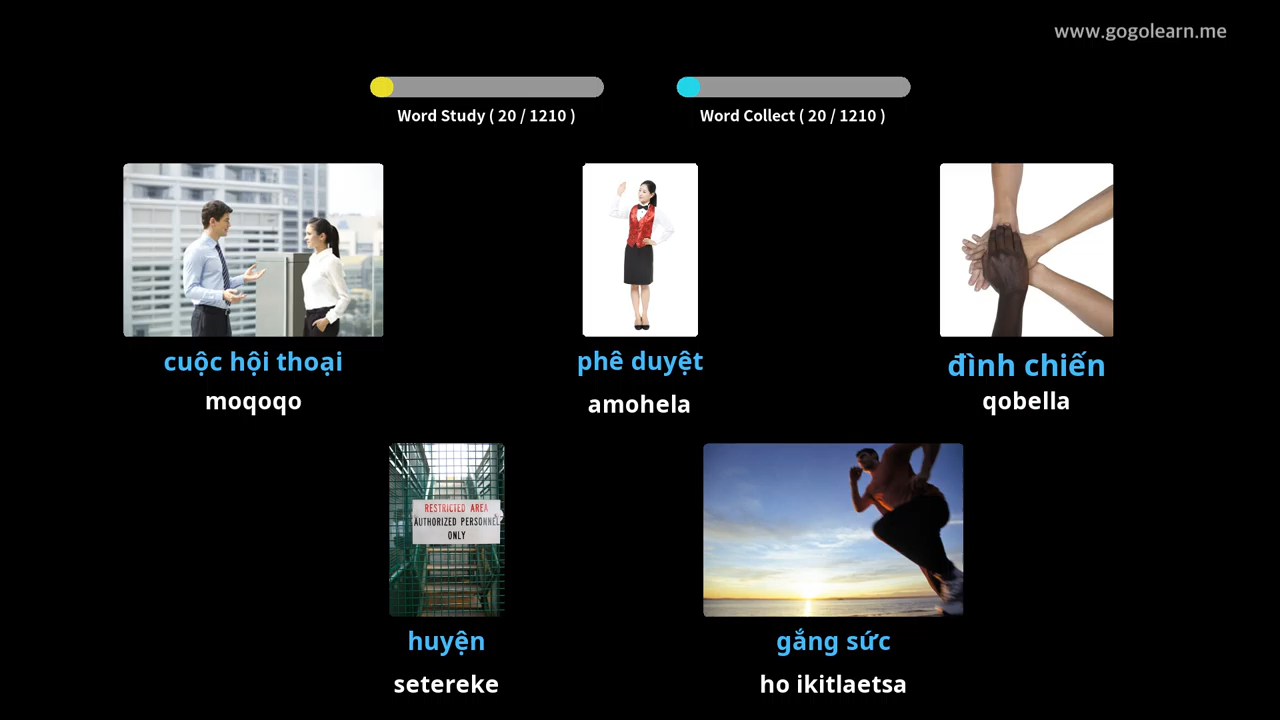 www.gogolearn.me
Word Study ( 20 / 1210 )
Word Collect ( 20 / 1210 )
cuộc hội thoại
moqoqo
phê duyệt
amohela
đình chiến
qobella
RESTRICTED AREA
AUTHORIZED PERSONNEL
ONLY
huyện
setereke
gắng sức
ho ikitlaetsa